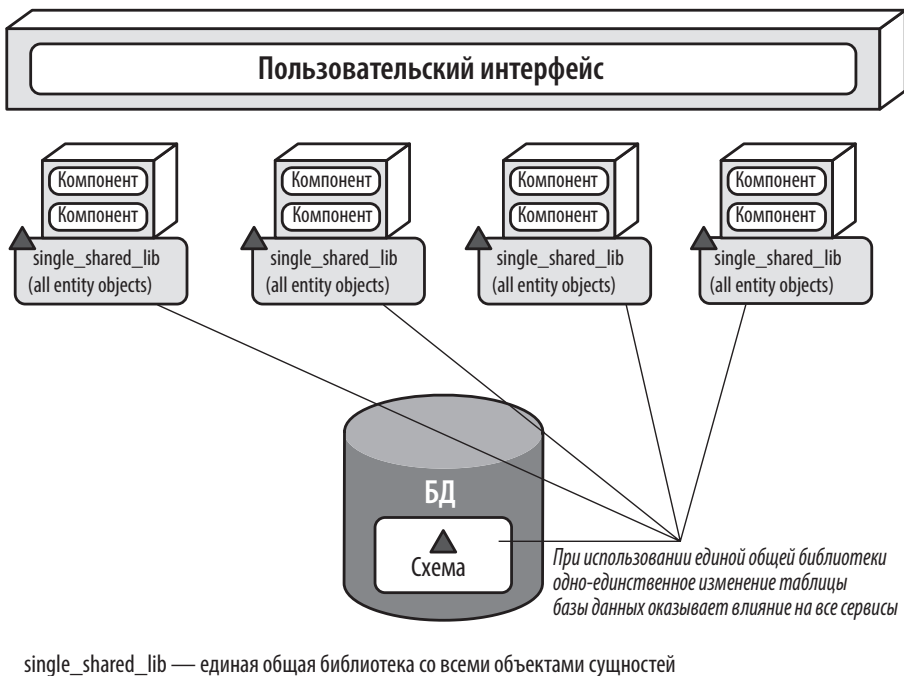 Пользовательский интерфейс
Компонент
Компонент
single_shared_lib
(all entity objects)
Компонент
Компонент
single_shared_lib
(all entity objects)
Компонент
Компонент
single_shared_lib
(all entity objects)
Компонент
Компонент
single_shared_lib
(all entity objects)
БД
Схема
При использовании единой общей библиотеки
одно-единственное изменение таблицы
базы данных оказывает влияние на все сервисы
single_shared_lib — единая общая библиотека со всеми объектами сущностей